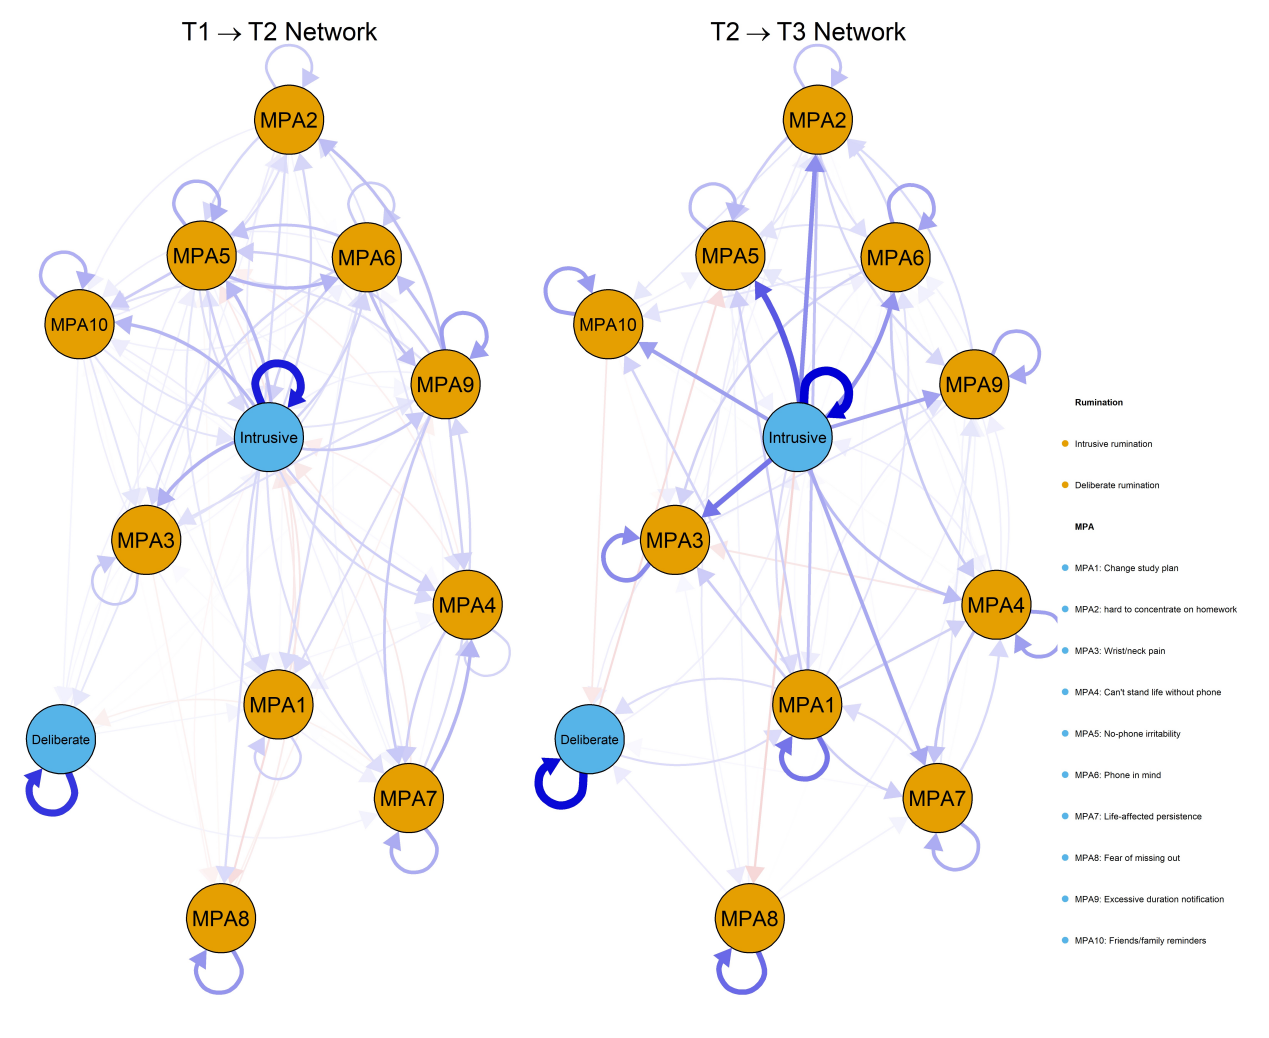 T1 → T2 Network
MPA2
MPA5
MPA6
MPA10
MPA9
Intrusive
MPA3
MPA4
MPA1
Deliberate
MPA7
MPA8
T2 → T3 Network
MPA2
MPA5
MPA6
MPA10
MPA9
Intrusive
MPA3
MPA4
MPA1
Deliberate
MPA7
MPA8
Rumination
Intrusive rumination
Deliberate rumination
MPA
MPA1: Change study plan
MPA2: hard to concentrate on homework
MPA3: Wrist/neck pain
MPA4: Can't stand life without phone
MPA5: No-phone irritability
MPA6: Phone in mind
MPA7: Life-affected persistence
MPA8: Fear of missing out
MPA9: Excessive duration notification
MPA10: Friends/family reminders